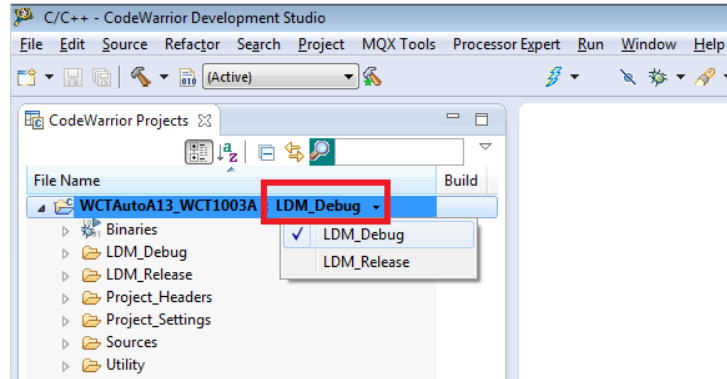 C/C++ - CodeWarrior Development Studio
File Edit Source Refactor Search Project MQX Tools Processor Expert Run Window Help
010 (Active)
CodeWarrior Projects
File Name Build
WCTAutoA13_WCT1003A : LDM_Debug
Binaries
LDM_Debug
LDM_Debug
LDM_Release
LDM_Release
Project_Headers
Project_Settings
Sources
Utility